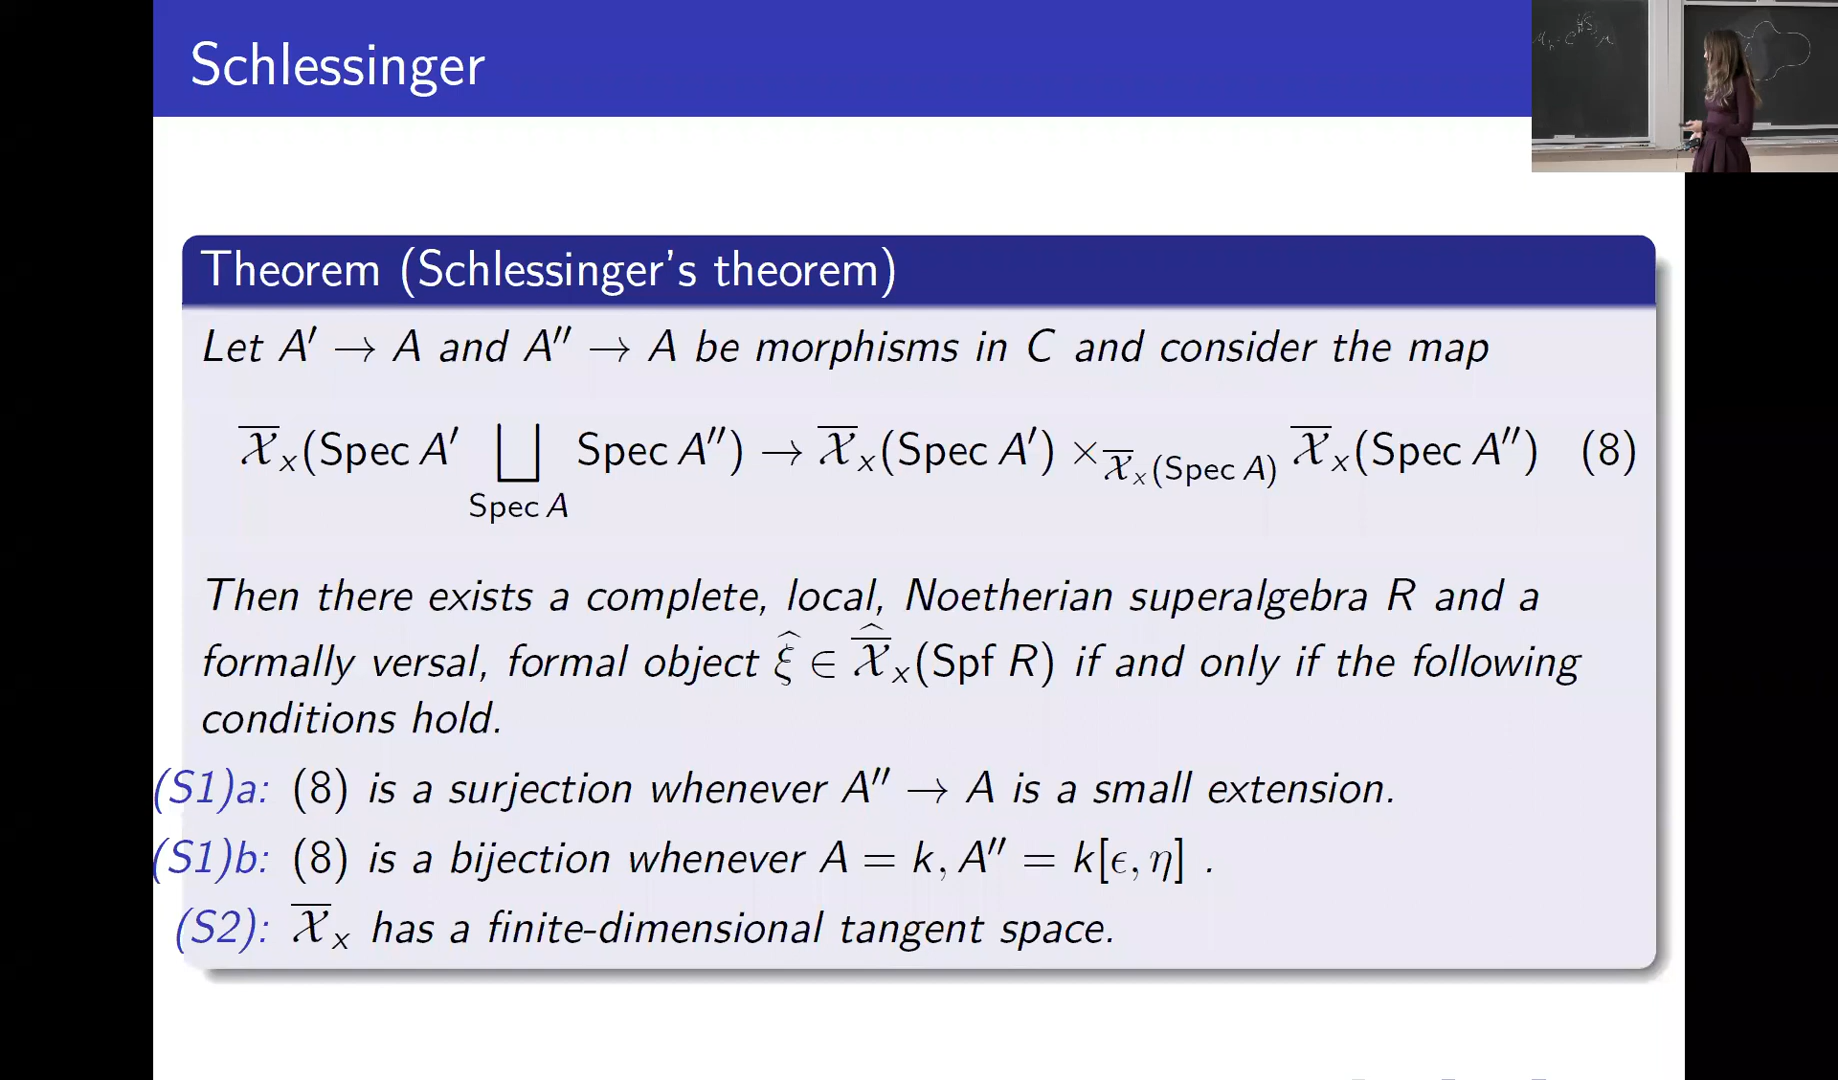 Schlessinger
Theorem (Schlessinger's theorem)
Let A′ → A and A″ → A be morphisms in C and consider the map
𝒳̅ₓ(Spec A′ ⨆_{Spec A} Spec A″) → 𝒳̅ₓ(Spec A′) ×_{𝒳̅ₓ(Spec A)} 𝒳̅ₓ(Spec A″) (8)
Then there exists a complete, local, Noetherian superalgebra R and a
formally versal, formal object ξ̂ ∈ 𝒳̅̂ₓ(Spf R) if and only if the following
conditions hold.
(S1)a: (8) is a surjection whenever A″ → A is a small extension.
(S1)b: (8) is a bijection whenever A = k, A″ = k[ϵ, η] .
(S2): 𝒳̅ₓ has a finite-dimensional tangent space.